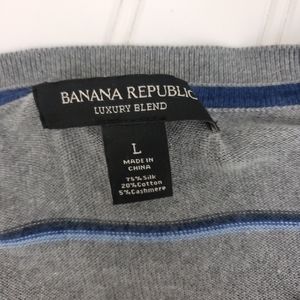 BANANA REPUBLIC
LUXURY BLEND
L
MADE IN
CHINA
75% Silk
20% Cotton
5% Cashmere